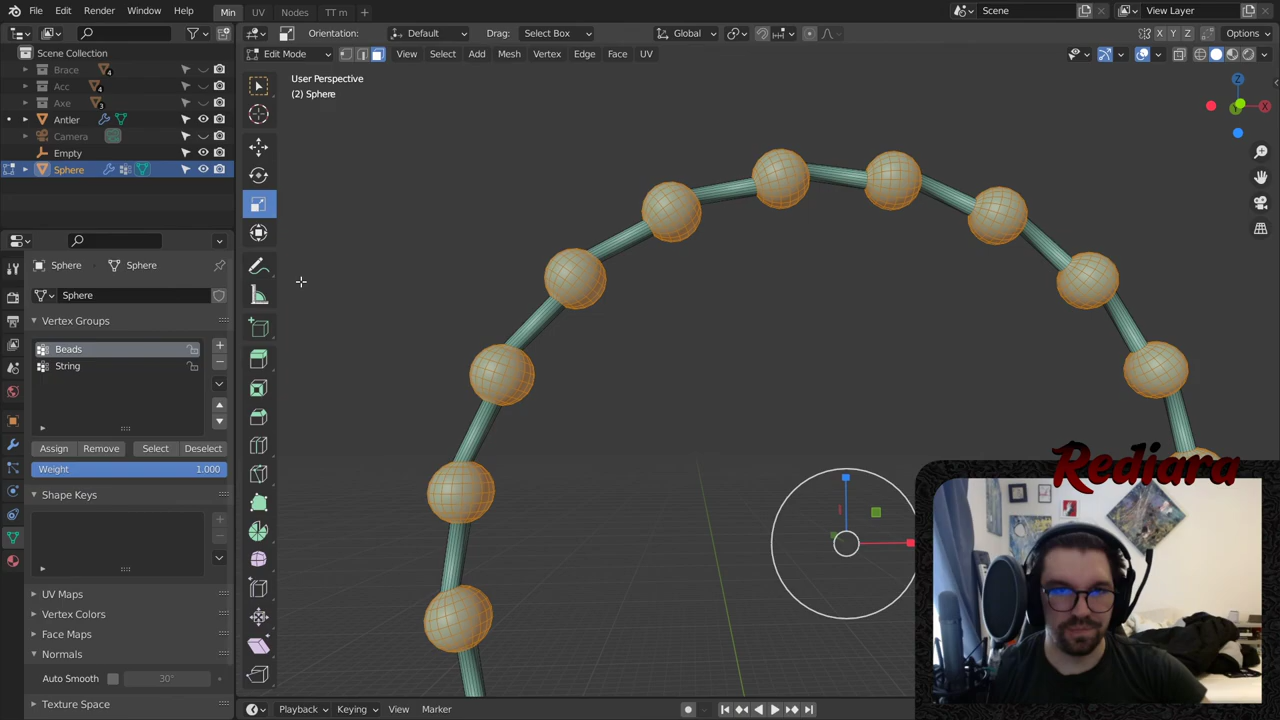 File Edit Render Window Help Min UV Nodes TT m + Scene View Layer
Orientation: Default Drag: Select Box Global X Y Z Options
Scene Collection
Edit Mode View Select Add Mesh Vertex Edge Face UV
Brace 4
Acc 4
Axe 3
Antler
Camera
Empty
Sphere
User Perspective
(2) Sphere
Z
X
Sphere Sphere
Sphere
Vertex Groups
Beads
String
Assign Remove Select Deselect
Weight 1.000
Shape Keys
UV Maps
Vertex Colors
Face Maps
Normals
Auto Smooth 30°
Texture Space
Rediara
Playback Keying View Marker